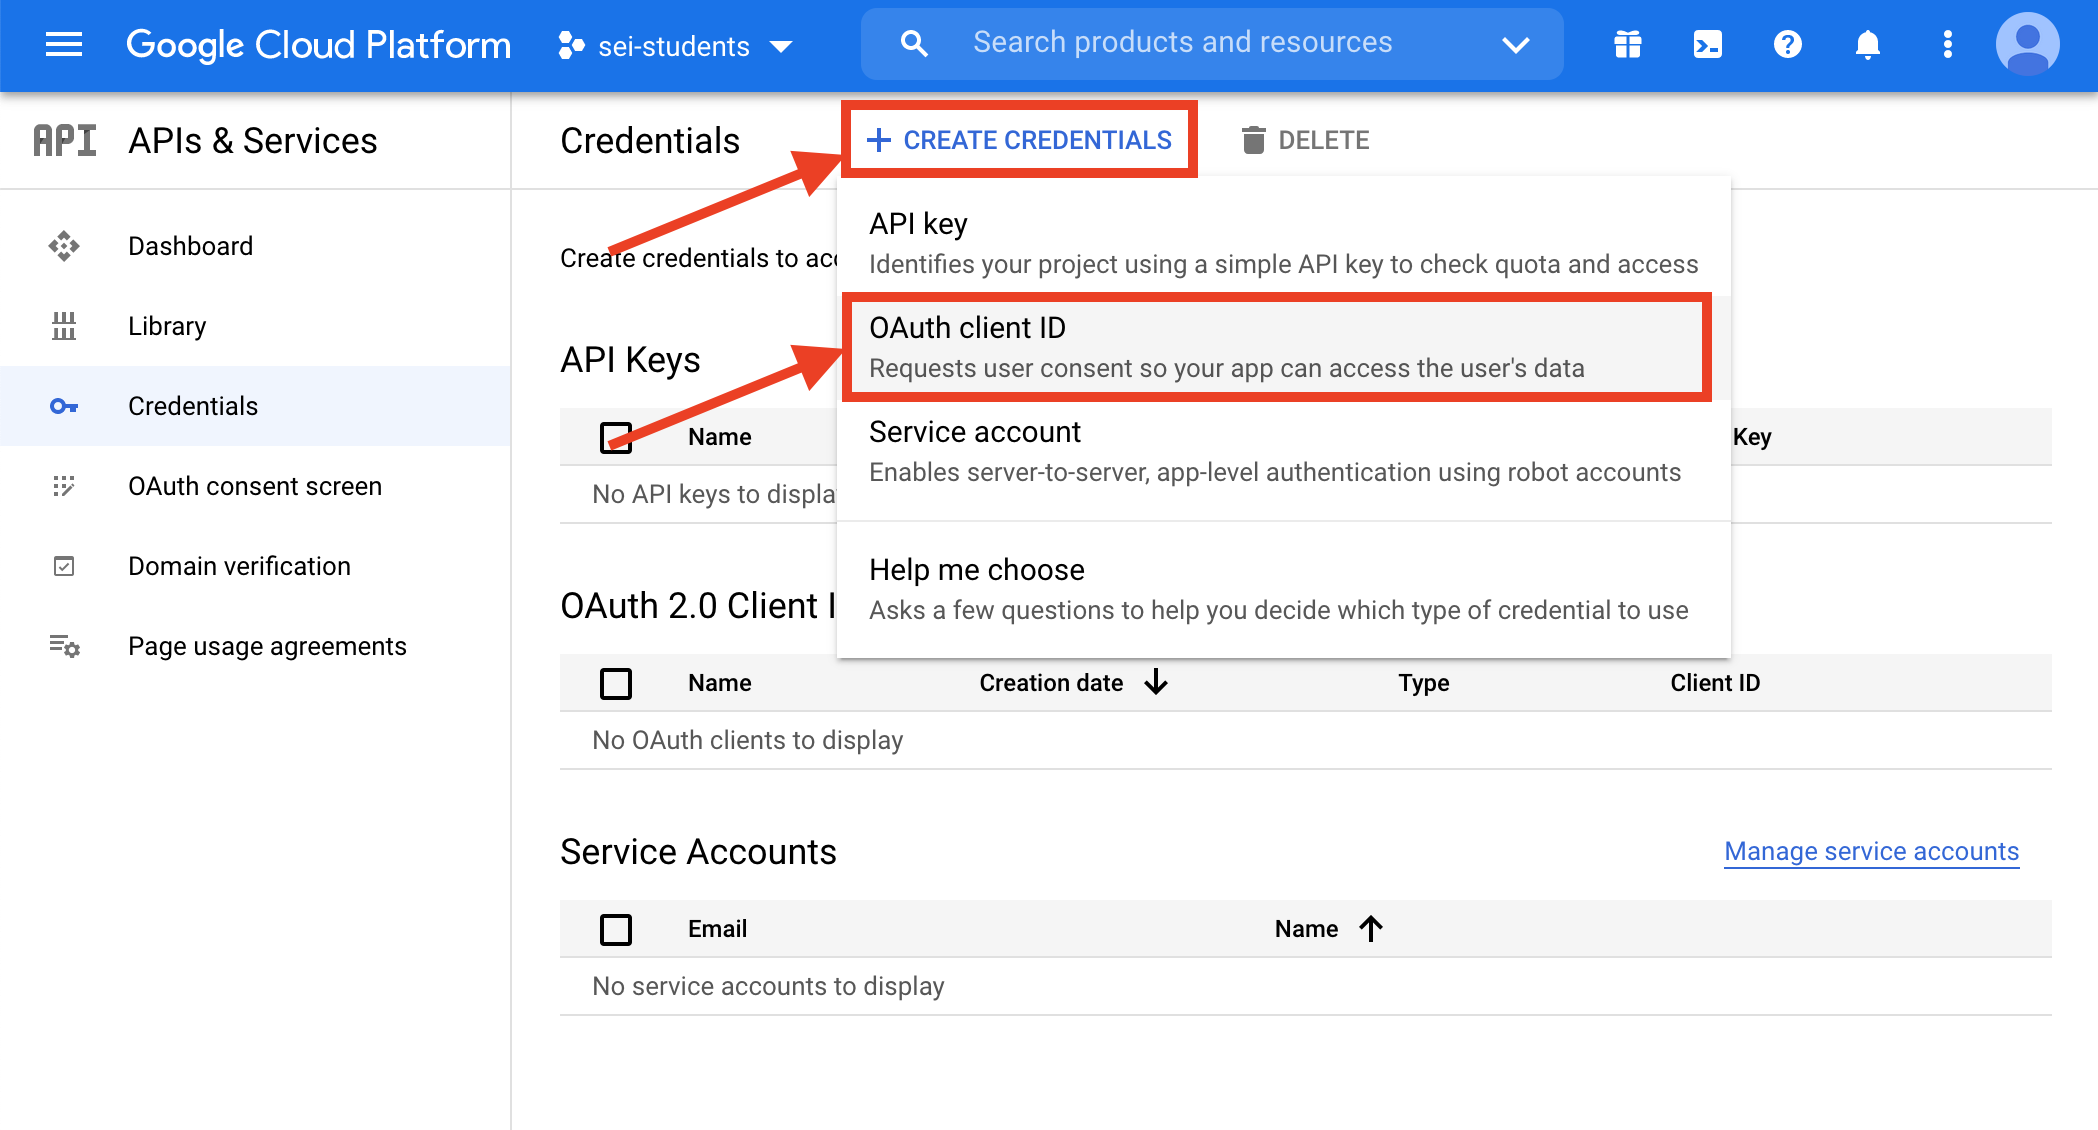 Google Cloud Platform
sei-students
Search products and resources
API APIs & Services
Credentials
+ CREATE CREDENTIALS
DELETE
Dashboard
Library
Credentials
OAuth consent screen
Domain verification
Page usage agreements
Create credentials to acc
API key
Identifies your project using a simple API key to check quota and access
OAuth client ID
Requests user consent so your app can access the user's data
Service account
Enables server-to-server, app-level authentication using robot accounts
Help me choose
Asks a few questions to help you decide which type of credential to use
API Keys
Name Key
No API keys to displa
OAuth 2.0 Client I
Name Creation date Type Client ID
No OAuth clients to display
Service Accounts
Manage service accounts
Email Name
No service accounts to display